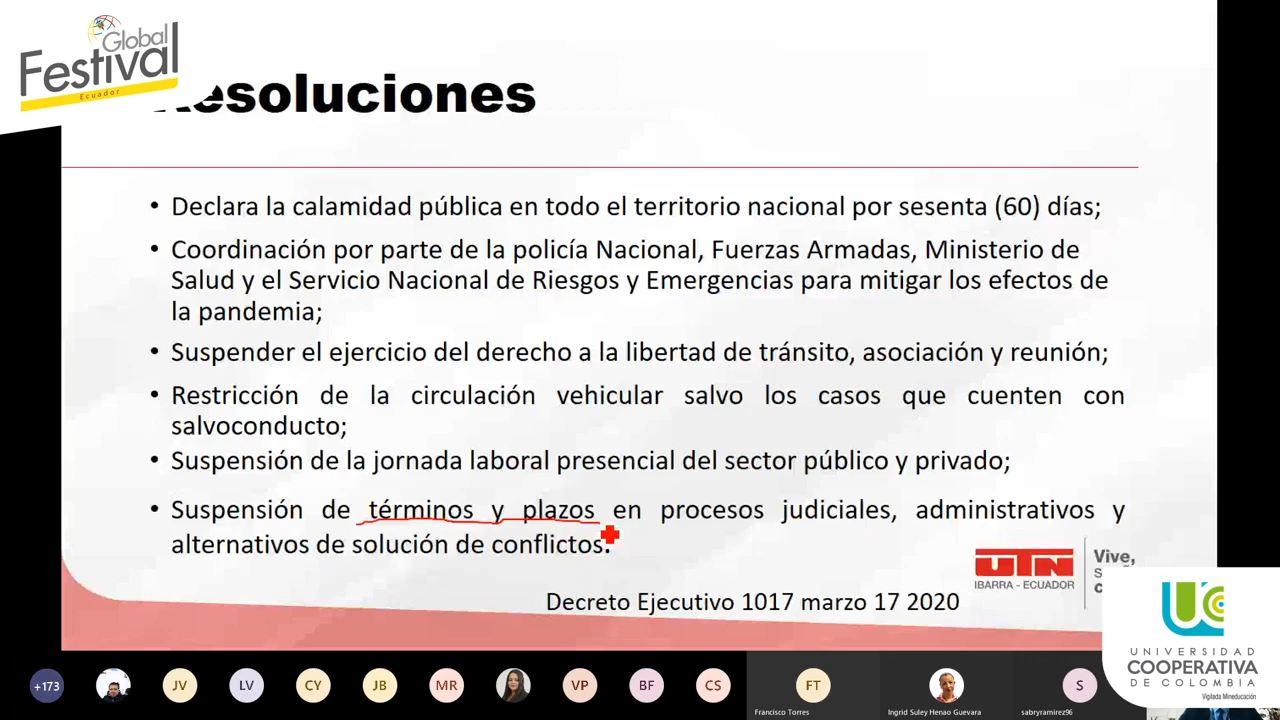 Global
Festival
Ecuador
esoluciones
• Declara la calamidad pública en todo el territorio nacional por sesenta (60) días;
• Coordinación por parte de la policía Nacional, Fuerzas Armadas, Ministerio de
Salud y el Servicio Nacional de Riesgos y Emergencias para mitigar los efectos de
la pandemia;
• Suspender el ejercicio del derecho a la libertad de tránsito, asociación y reunión;
• Restricción de la circulación vehicular salvo los casos que cuenten con
salvoconducto;
• Suspensión de la jornada laboral presencial del sector público y privado;
• Suspensión de términos y plazos en procesos judiciales, administrativos y
alternativos de solución de conflictos.
UTN
IBARRA - ECUADOR
Vive,
Decreto Ejecutivo 1017 marzo 17 2020
UNIVERSIDAD
COOPERATIVA
DE COLOMBIA
Vigilada Mineducación
+173
JV
LV
CY
JB
MR
VP
BF
CS
FT
S
Francisco Torres
Ingrid Suley Henao Guevara
sabryramirez96